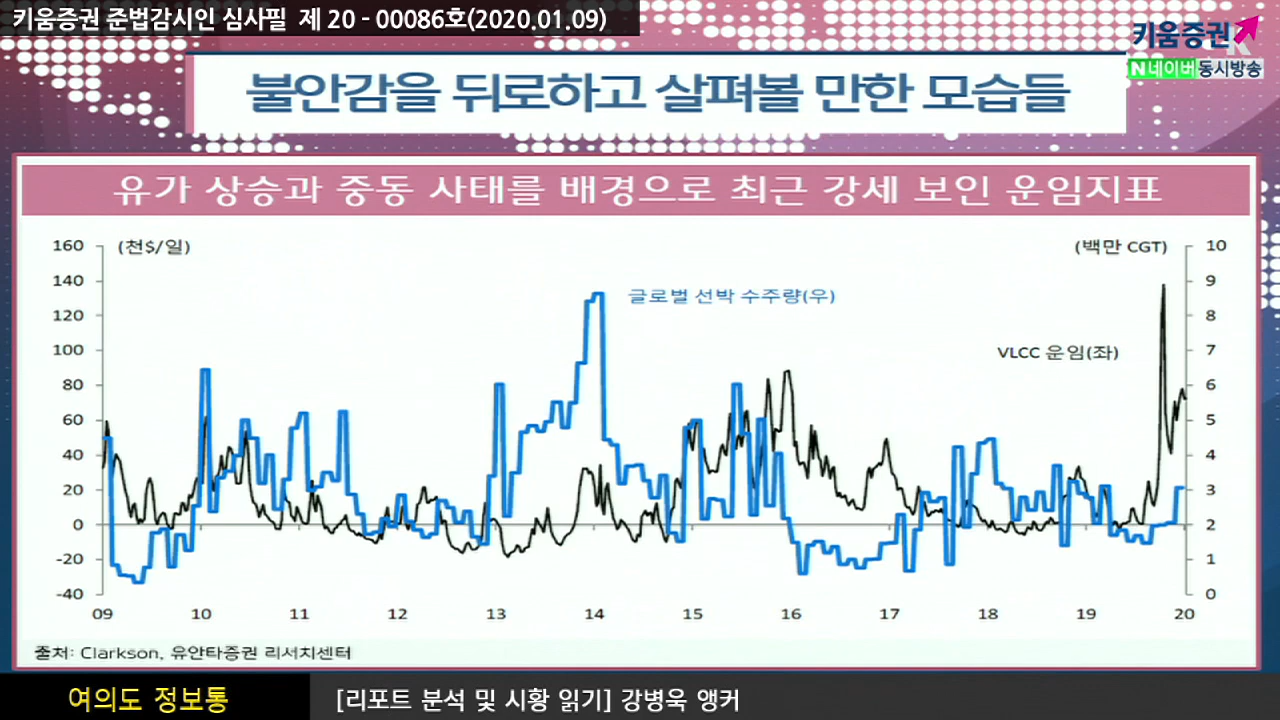 키움증권 준법감시인 심사필 제 20 - 00086호(2020.01.09)
키움증권
N 네이버 동시방송
불안감을 뒤로하고 살펴볼 만한 모습들
유가 상승과 중동 사태를 배경으로 최근 강세 보인 운임지표
(천$/일)
(백만 CGT)
160
140
120
100
80
60
40
20
0
-20
-40
10
9
8
7
6
5
4
3
2
1
0
글로벌 선박 수주량(우)
VLCC 운임(좌)
09 10 11 12 13 14 15 16 17 18 19 20
출처: Clarkson, 유안타증권 리서치센터
여의도 정보통
[리포트 분석 및 시황 읽기] 강병욱 앵커